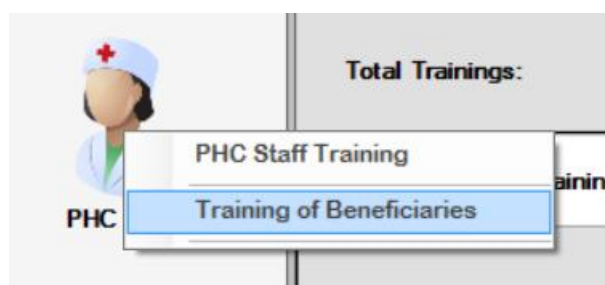 Total Trainings:
PHC Staff Training
Training of Beneficiaries
PHC